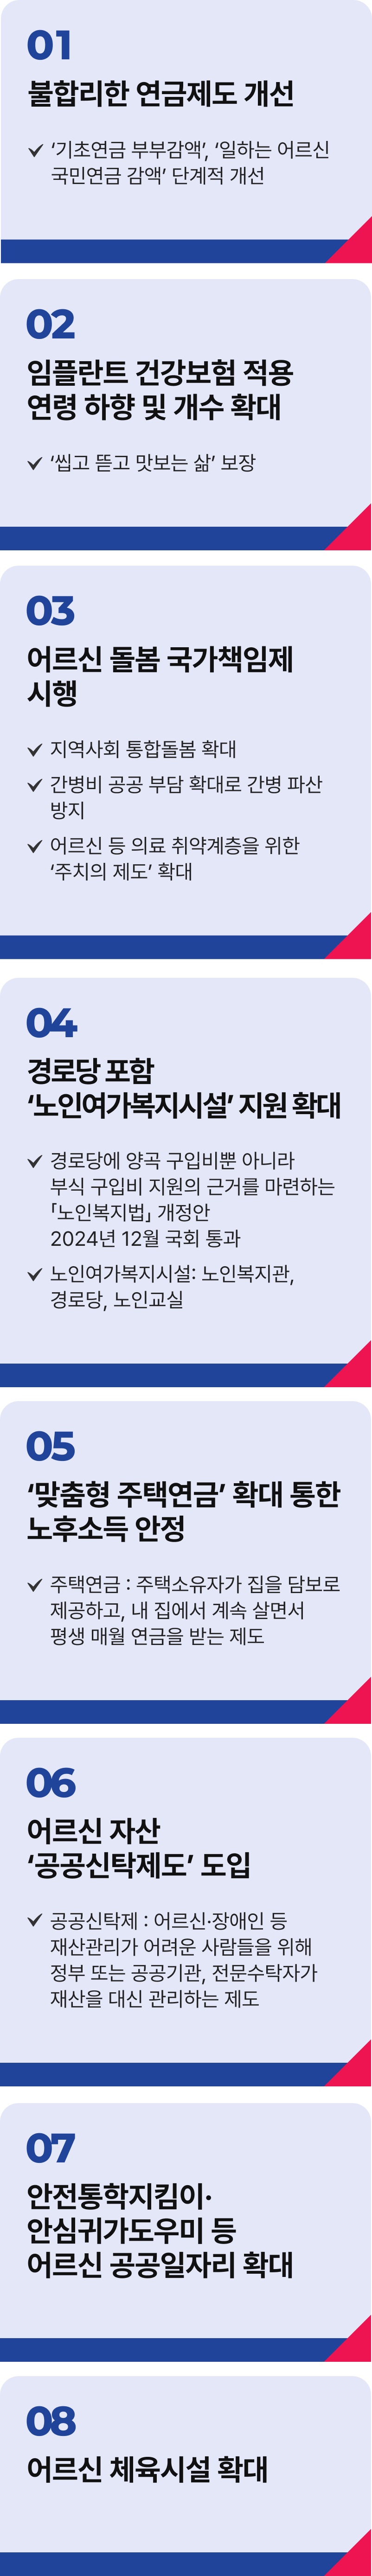 01
불합리한 연금제도 개선
‘기초연금 부부감액’, ‘일하는 어르신
국민연금 감액’ 단계적 개선
02
임플란트 건강보험 적용
연령 하향 및 개수 확대
‘씹고 뜯고 맛보는 삶’ 보장
03
어르신 돌봄 국가책임제
시행
지역사회 통합돌봄 확대
간병비 공공 부담 확대로 간병 파산
방지
어르신 등 의료 취약계층을 위한
‘주치의 제도’ 확대
04
경로당 포함
‘노인여가복지시설’ 지원 확대
경로당에 양곡 구입비뿐 아니라
부식 구입비 지원의 근거를 마련하는
「노인복지법」 개정안
2024년 12월 국회 통과
노인여가복지시설: 노인복지관,
경로당, 노인교실
05
‘맞춤형 주택연금’ 확대 통한
노후소득 안정
주택연금 : 주택소유자가 집을 담보로
제공하고, 내 집에서 계속 살면서
평생 매월 연금을 받는 제도
06
어르신 자산
‘공공신탁제도’ 도입
공공신탁제 : 어르신·장애인 등
재산관리가 어려운 사람들을 위해
정부 또는 공공기관, 전문수탁자가
재산을 대신 관리하는 제도
07
안전통학지킴이·
안심귀가도우미 등
어르신 공공일자리 확대
08
어르신 체육시설 확대